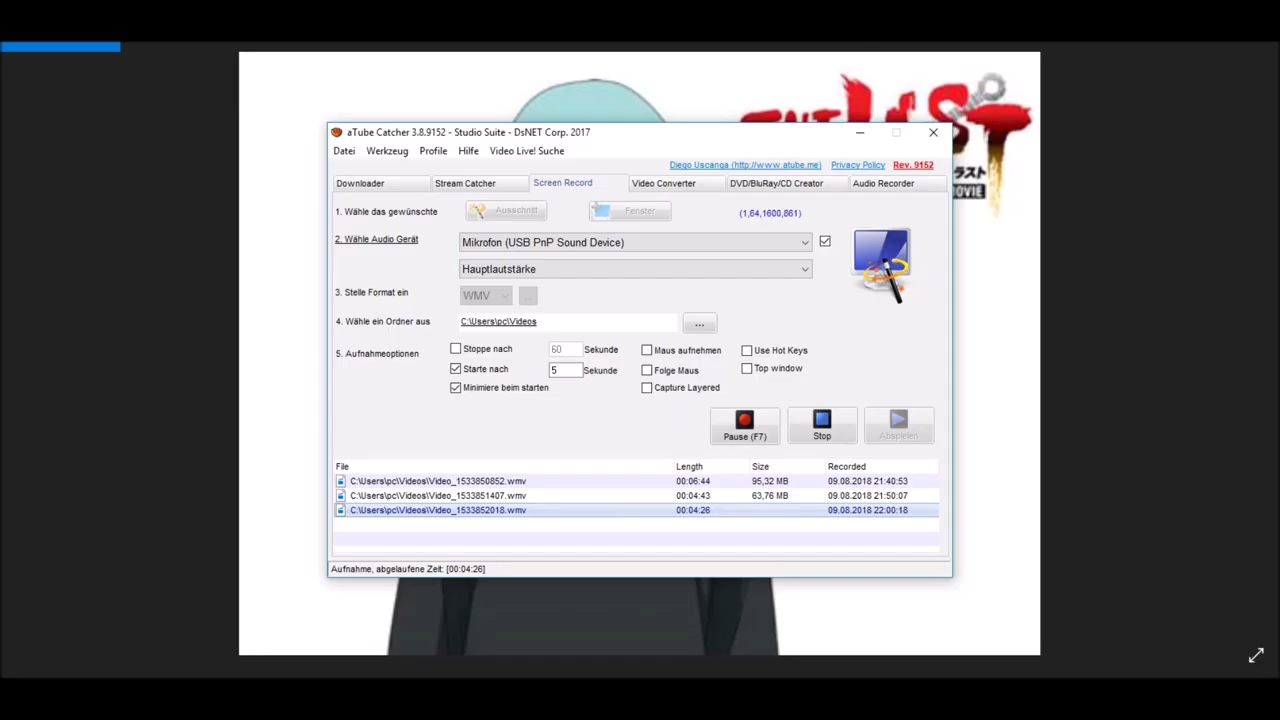 aTube Catcher 3.8.9152 - Studio Suite - DsNET Corp. 2017
Datei Werkzeug Profile Hilfe Video Live! Suche
Diego Uscanga (http://www.atube.me) Privacy Policy Rev. 9152
Downloader Stream Catcher Screen Record Video Converter DVD/BluRay/CD Creator Audio Recorder
ラスト
MOVIE
1. Wähle das gewünschte Ausschnitt Fenster (1,64,1600,861)
2. Wähle Audio Gerät Mikrofon (USB PnP Sound Device)
Hauptlautstärke
3. Stelle Format ein WMV ...
4. Wähle ein Ordner aus C:\Users\pc\Videos ...
5. Aufnahmeoptionen Stoppe nach 60 Sekunde Maus aufnehmen Use Hot Keys
Starte nach 5 Sekunde Folge Maus Top window
Minimiere beim starten Capture Layered
Pause (F7) Stop Abspielen
File Length Size Recorded
C:\Users\pc\Videos\Video_1533850852.wmv 00:06:44 95,32 MB 09.08.2018 21:40:53
C:\Users\pc\Videos\Video_1533851407.wmv 00:04:43 63,76 MB 09.08.2018 21:50:07
C:\Users\pc\Videos\Video_1533852018.wmv 00:04:26 09.08.2018 22:00:18
Aufnahme, abgelaufene Zeit: [00:04:26]